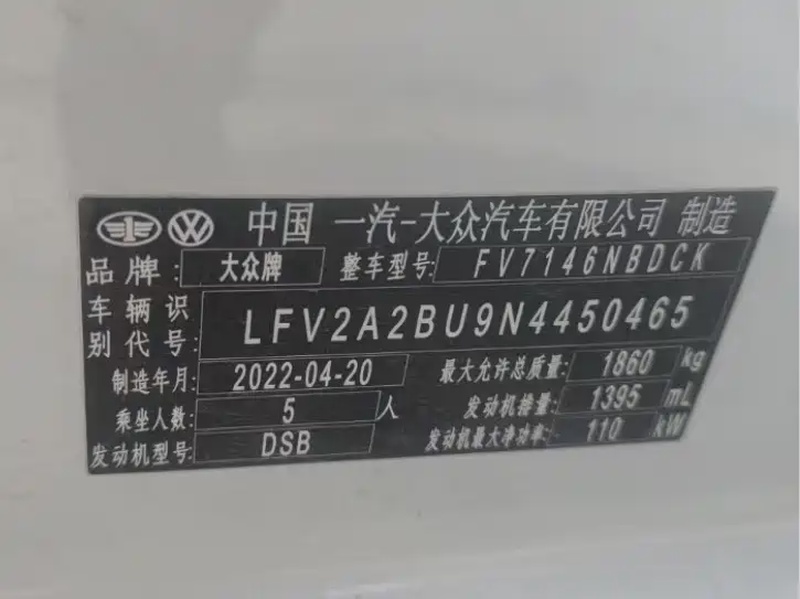 中国 一汽-大众汽车有限公司 制造
品牌: 大众牌 整车型号: FV7146NBDCK
车辆识别代号: LFV2A2BU9N4450465
制造年月: 2022-04-20 最大允许总质量: 1860 kg
乘坐人数: 5 人 发动机排量: 1395 mL
发动机型号: DSB 发动机最大净功率: 110 kW